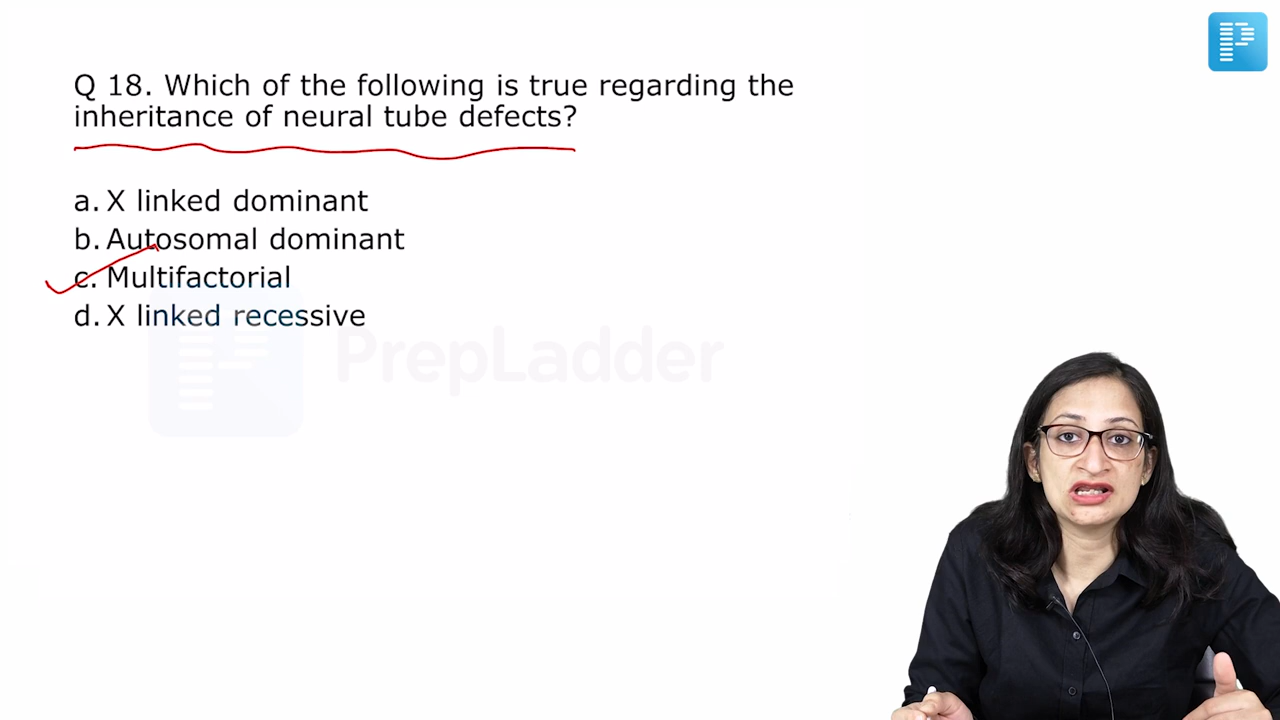 Q 18. Which of the following is true regarding the
inheritance of neural tube defects?
a. X linked dominant
b. Autosomal dominant
c. Multifactorial
d. X linked recessive
PrepLadder